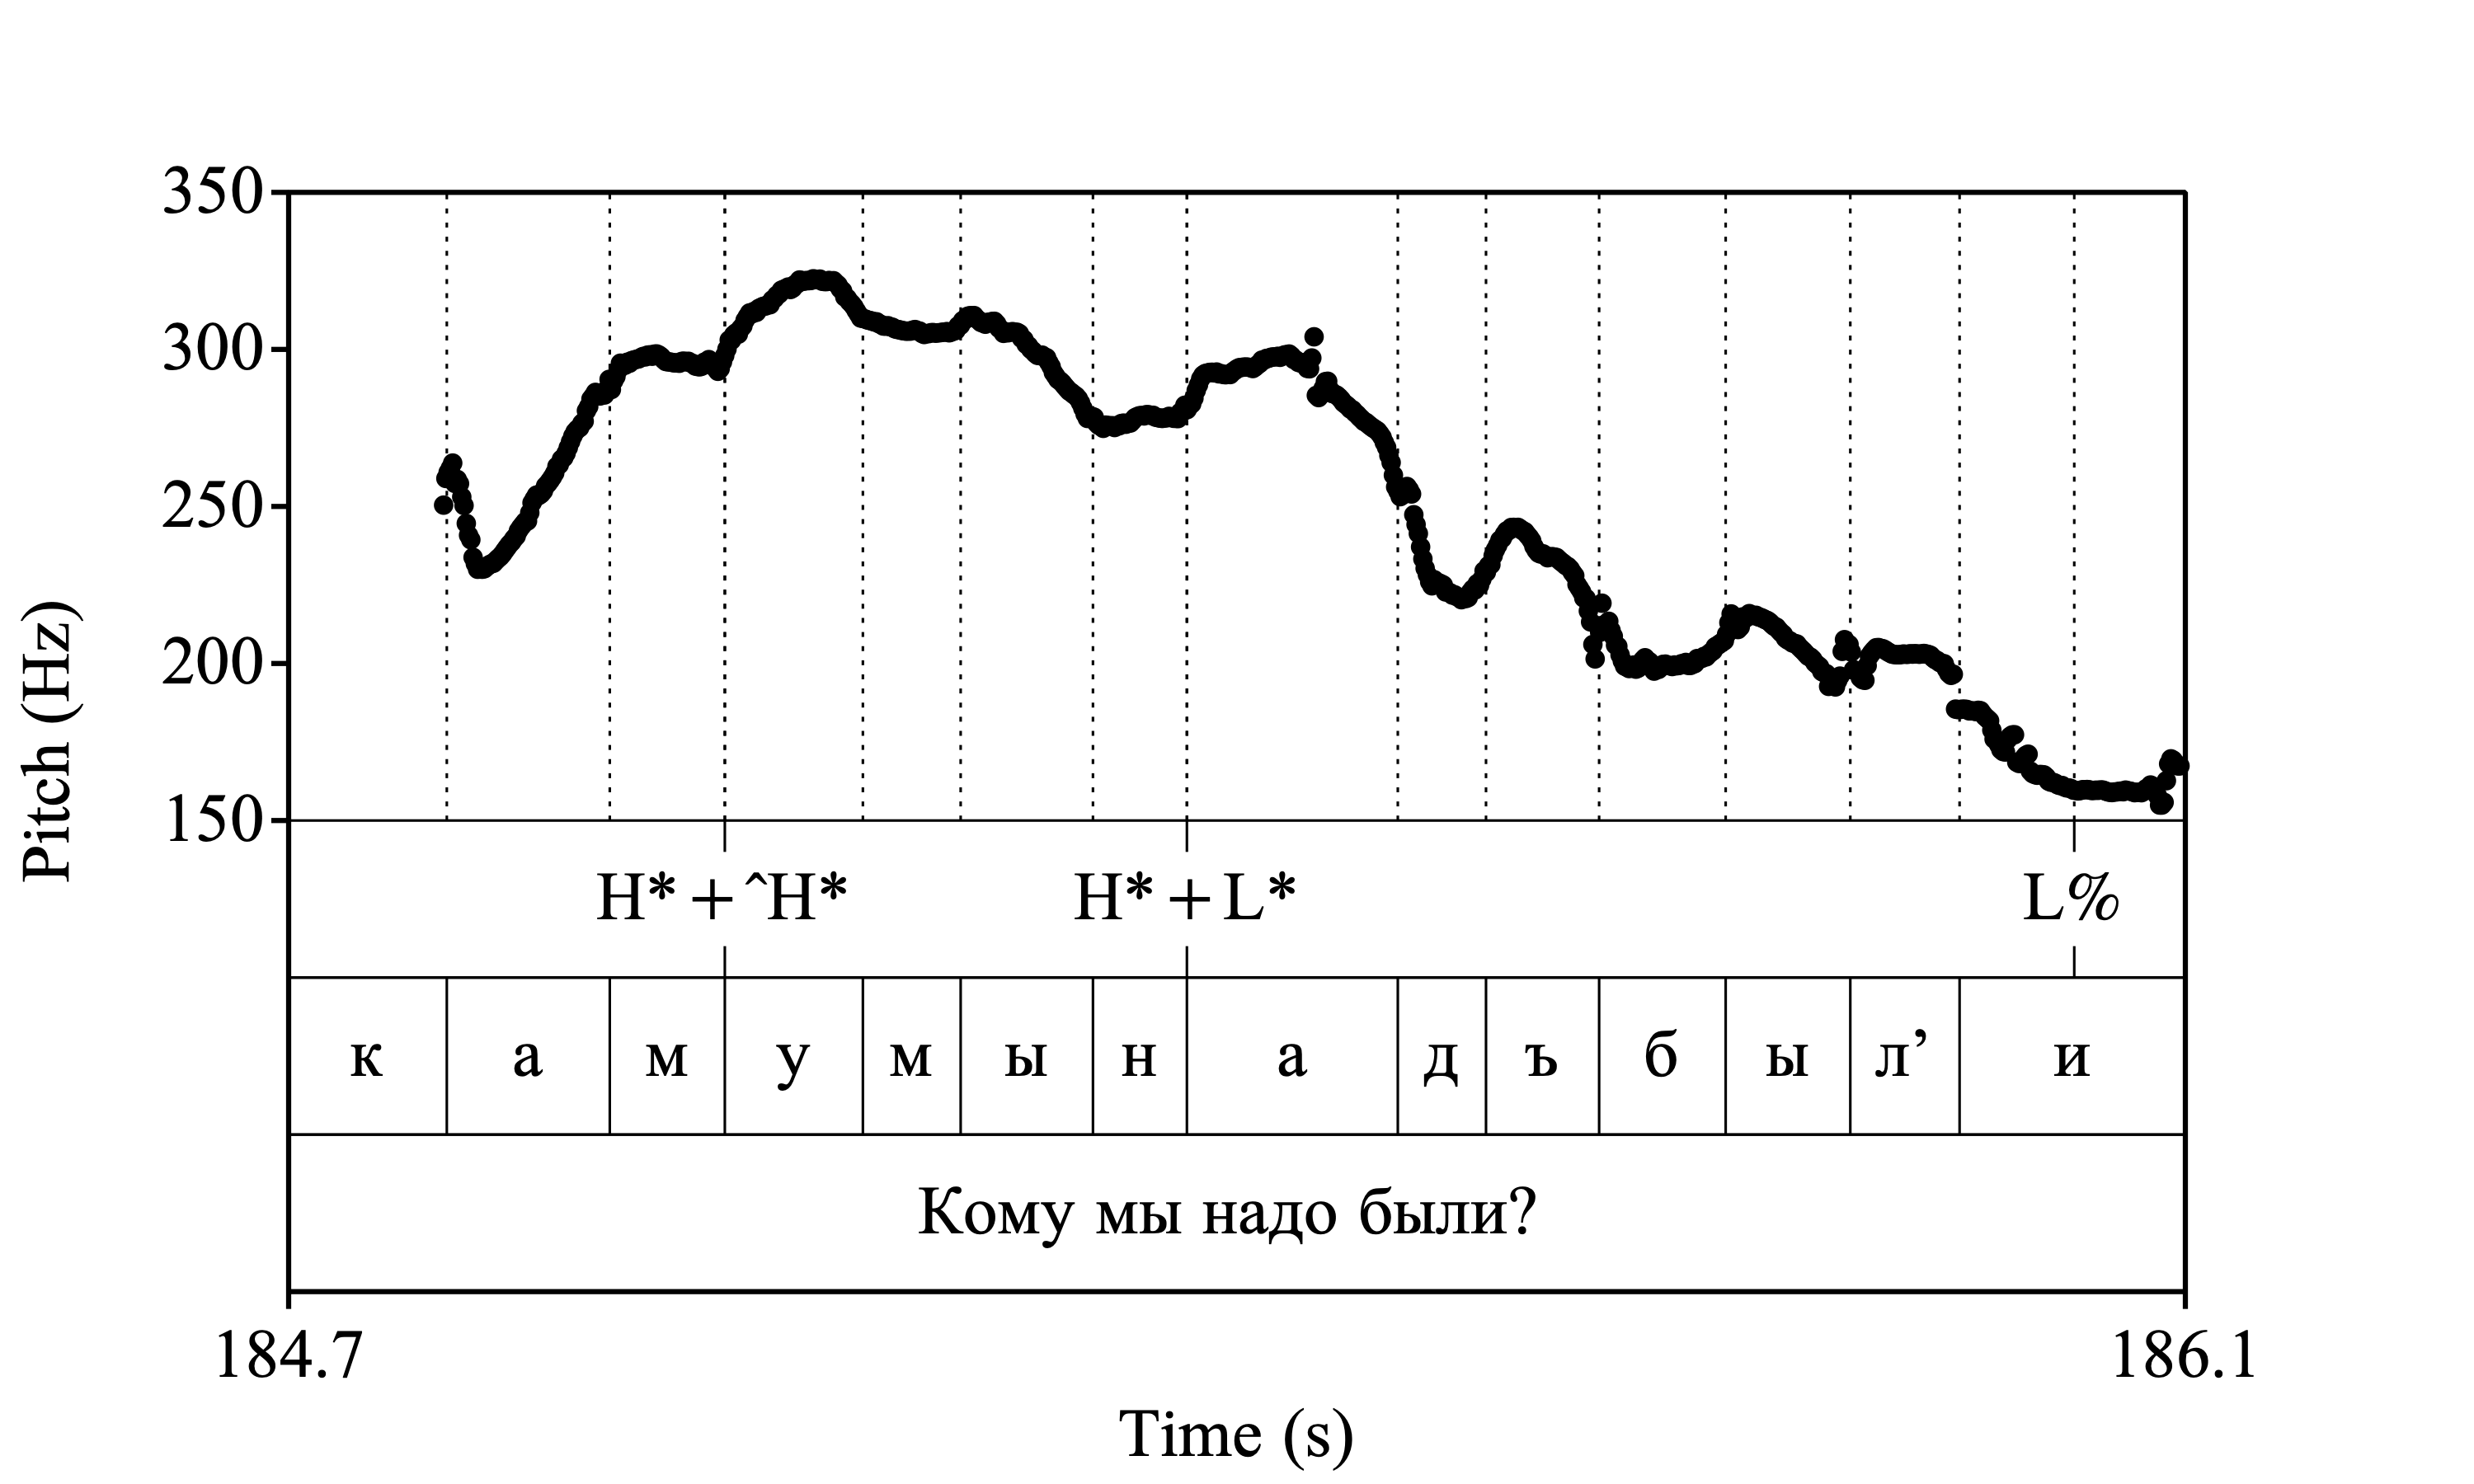 350
300
250
200
150
Pitch (Hz)
H*+^H* H*+L* L%
к а м у м ы н а д ъ б ы л’ и
Кому мы надо были?
184.7 186.1
Time (s)